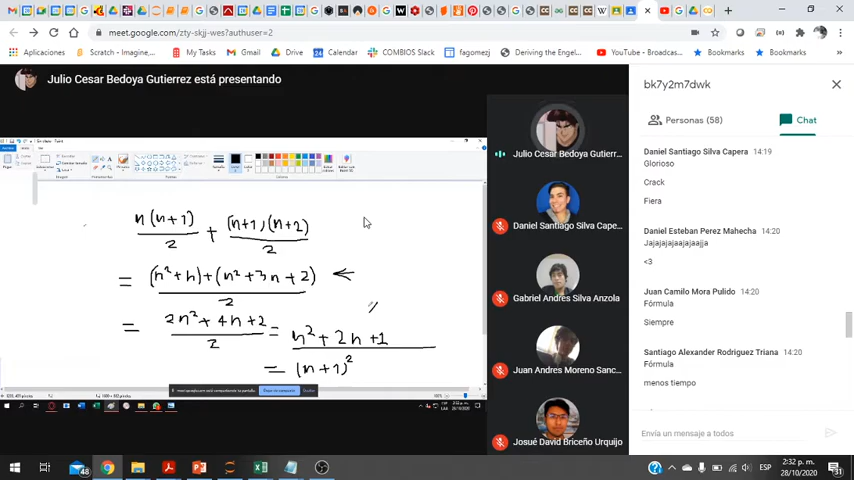 meet.google.com/zty-skjj-wes?authuser=2
Aplicaciones
Scratch - Imagine,...
My Tasks
Gmail
Drive
Calendar
COMBIOS Slack
fagomezj
Deriving the Engel...
YouTube - Broadcas...
Bookmarks
Bookmarks
Julio Cesar Bedoya Gutierrez está presentando
n(n+1)/2 + (n+1)(n+2)/2
= (n²+n)+(n²+3n+2)/2
= 2n²+4n+2/2 = n²+2n+1
= (n+1)²
Julio Cesar Bedoya Gutierr...
Daniel Santiago Silva Cape...
Gabriel Andres Silva Anzola
Juan Andres Moreno Sanc...
Josué David Briceño Urquijo
bk7y2m7dwk
Personas (58)
Chat
Daniel Santiago Silva Capera 14:19
Glorioso
Crack
Fiera
Daniel Esteban Perez Mahecha 14:20
Jajajajaajaajaajja
<3
Juan Camilo Mora Pulido 14:20
Fórmula
Siempre
Santiago Alexander Rodriguez Triana 14:20
Fórmula
menos tiempo
Envía un mensaje a todos
48
ESP
2:32 p. m.
28/10/2020